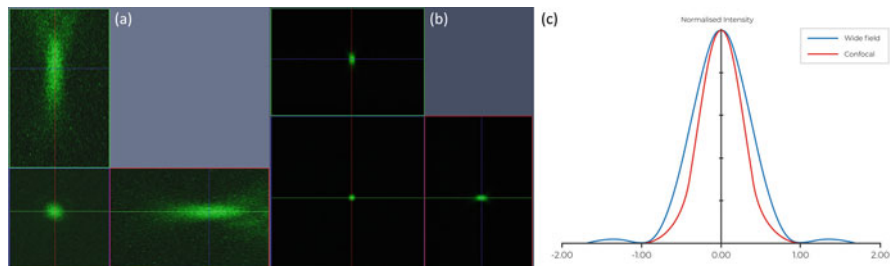 (a)
(b)
(c)
Normalised Intensity
Wide field
Confocal
-2.00
-1.00
0.00
1.00
2.00